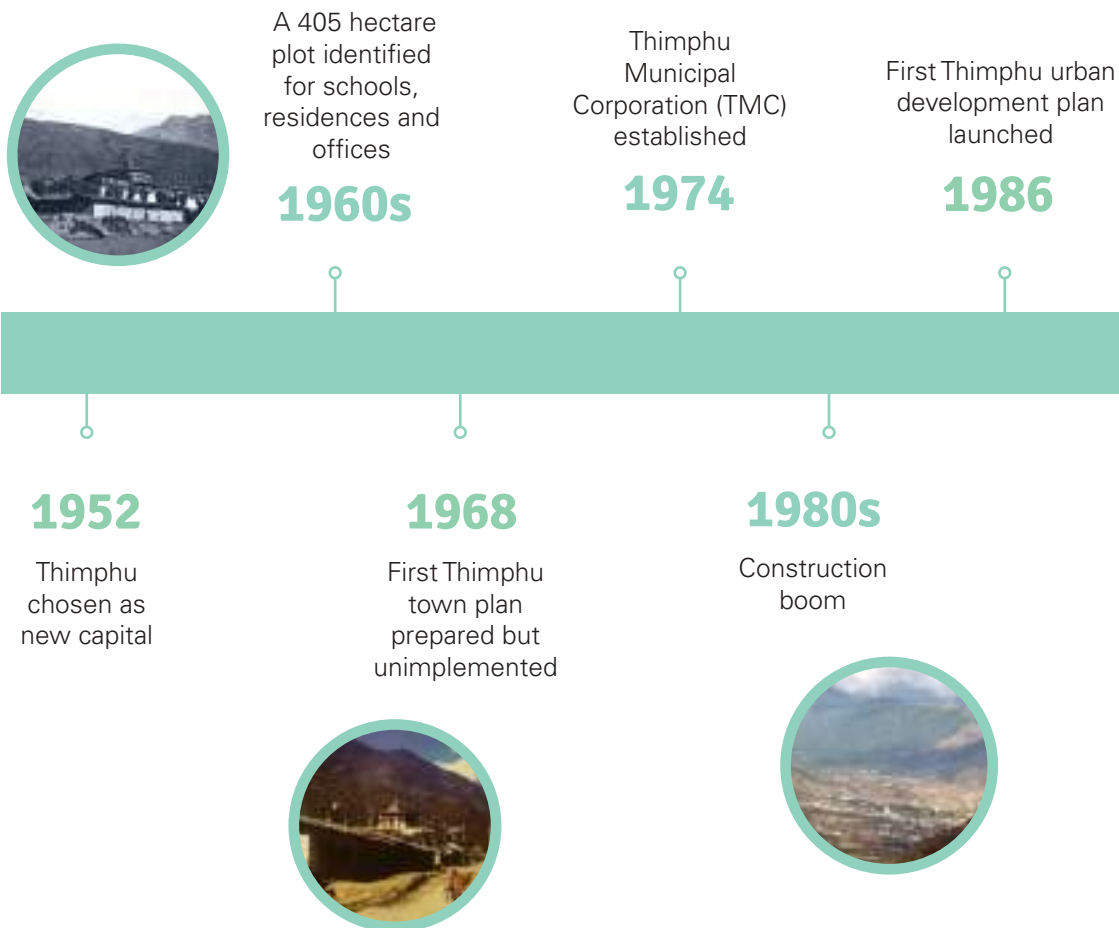 A 405 hectare
plot identified
for schools,
residences and
offices
1960s
Thimphu
Municipal
Corporation (TMC)
established
1974
First Thimphu urban
development plan
launched
1986
1952
Thimphu
chosen as
new capital
1968
First Thimphu
town plan
prepared but
unimplemented
1980s
Construction
boom